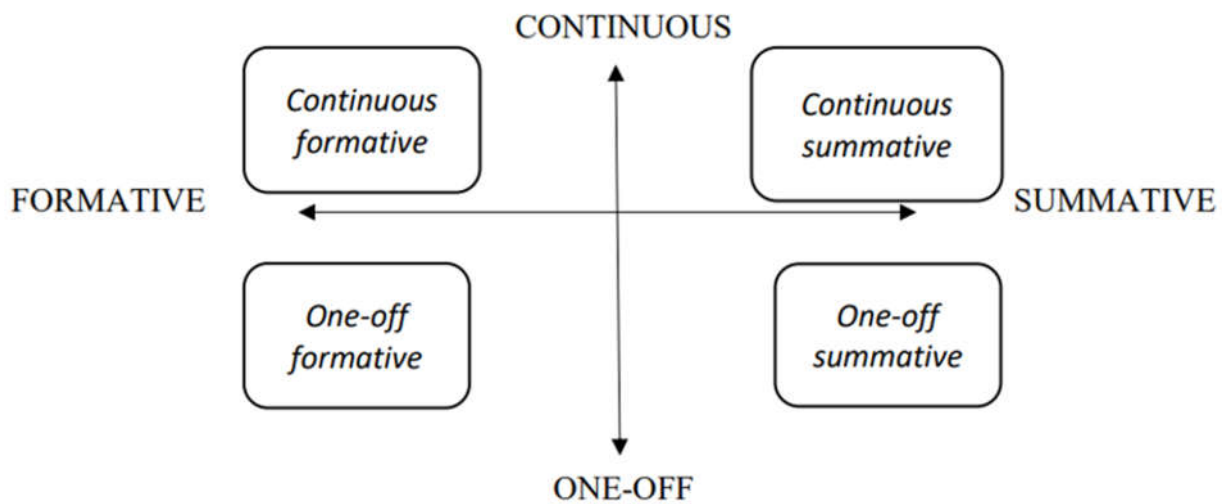 CONTINUOUS
Continuous
formative
Continuous
summative
FORMATIVE
SUMMATIVE
One-off
formative
One-off
summative
ONE-OFF